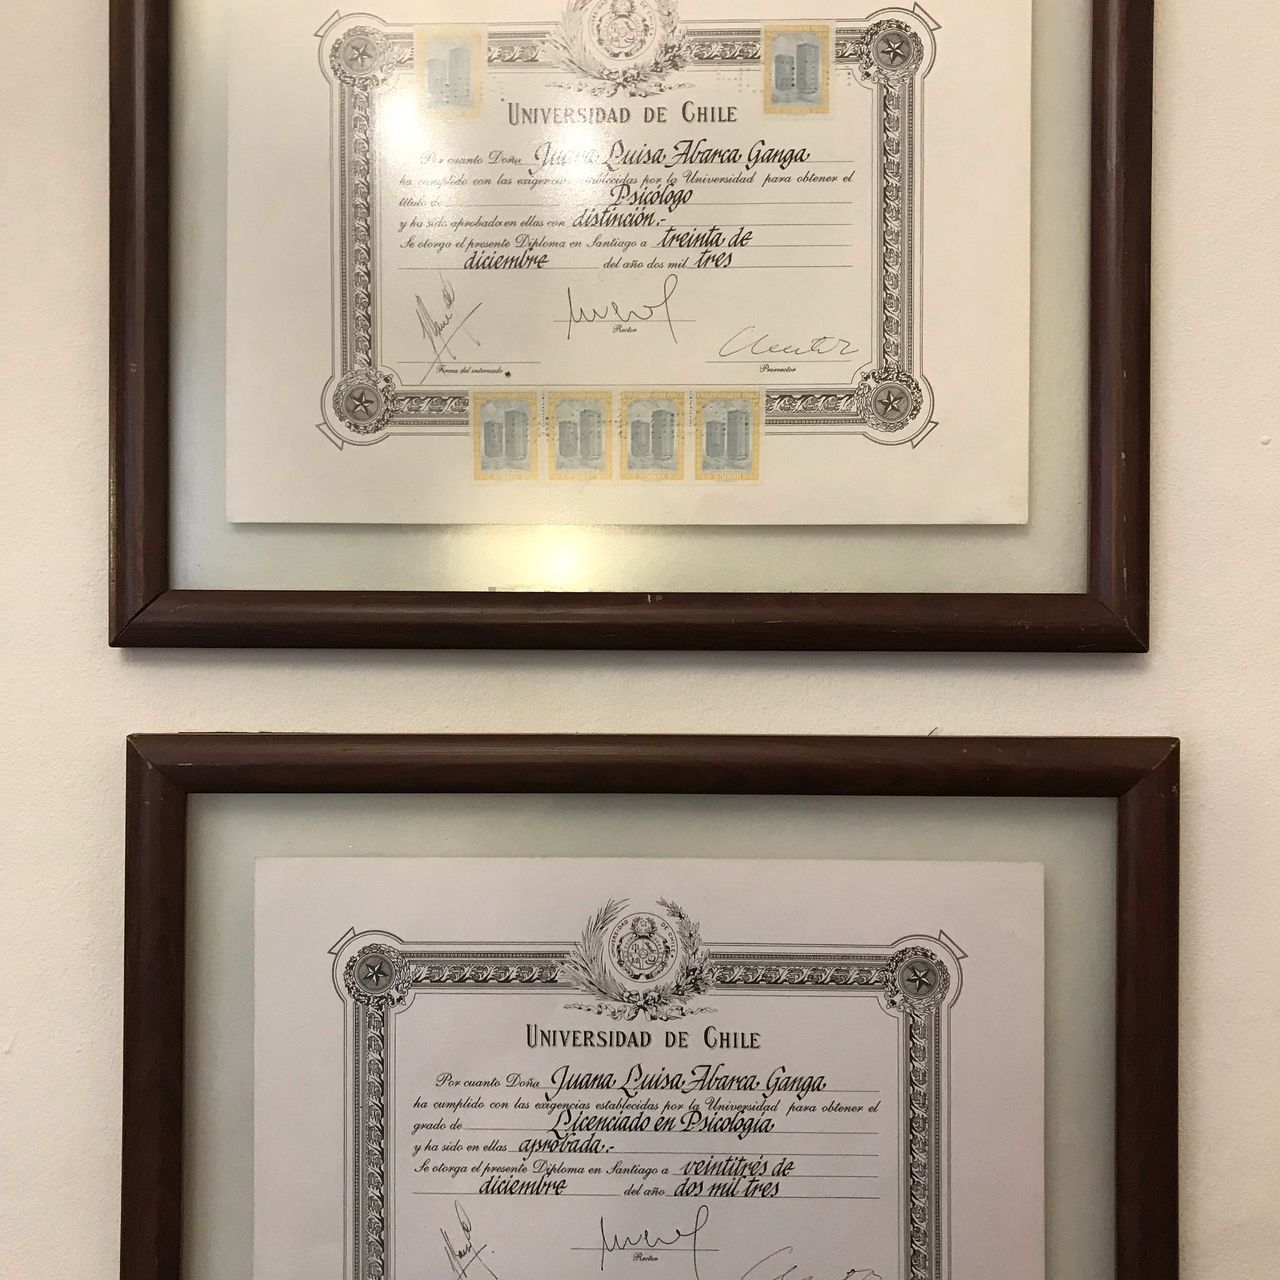 UNIVERSIDAD DE CHILE
Por cuanto Doña Juana Luisa Abarca Ganga
ha cumplido con las exigencias establecidas por la Universidad para obtener el
título de Psicólogo
y ha sido aprobada en ellas con distinción.-
Se otorga el presente Diploma en Santiago a treinta de
diciembre del año dos mil tres
Rector
Firma del interesado
Prorrector
UNIVERSIDAD DE CHILE
UNIVERSIDAD DE CHILE
Por cuanto Doña Juana Luisa Abarca Ganga
ha cumplido con las exigencias establecidas por la Universidad para obtener el
grado de Licenciado en Psicología
y ha sido en ellas aprobada.-
Se otorga el presente Diploma en Santiago a veintitrés de
diciembre del año dos mil tres
Rector